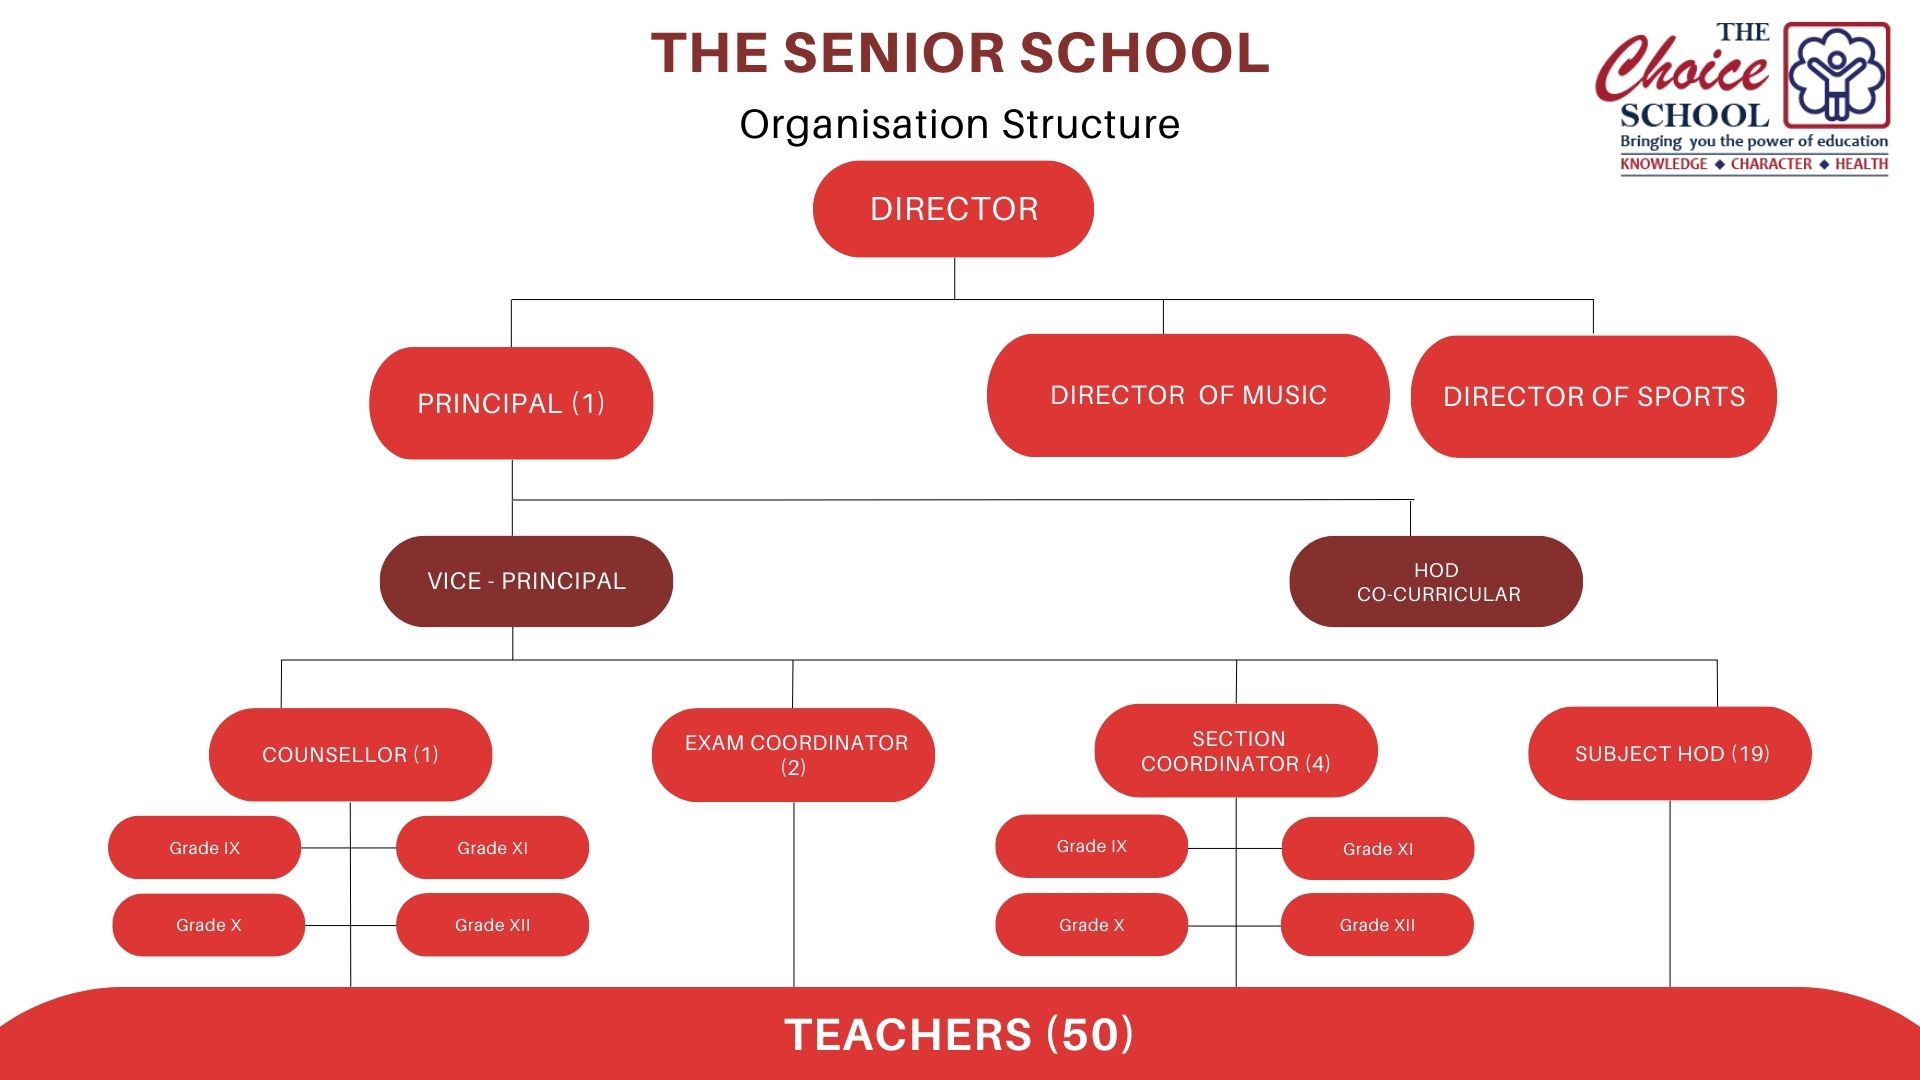 THE SENIOR SCHOOL
Organisation Structure
THE
Choice
SCHOOL
Bringing you the power of education
KNOWLEDGE ◆ CHARACTER ◆ HEALTH
DIRECTOR
PRINCIPAL (1)
DIRECTOR OF MUSIC
DIRECTOR OF SPORTS
VICE - PRINCIPAL
HOD
CO-CURRICULAR
COUNSELLOR (1)
EXAM COORDINATOR
(2)
SECTION
COORDINATOR (4)
SUBJECT HOD (19)
Grade IX
Grade XI
Grade X
Grade XII
Grade IX
Grade XI
Grade X
Grade XII
TEACHERS (50)